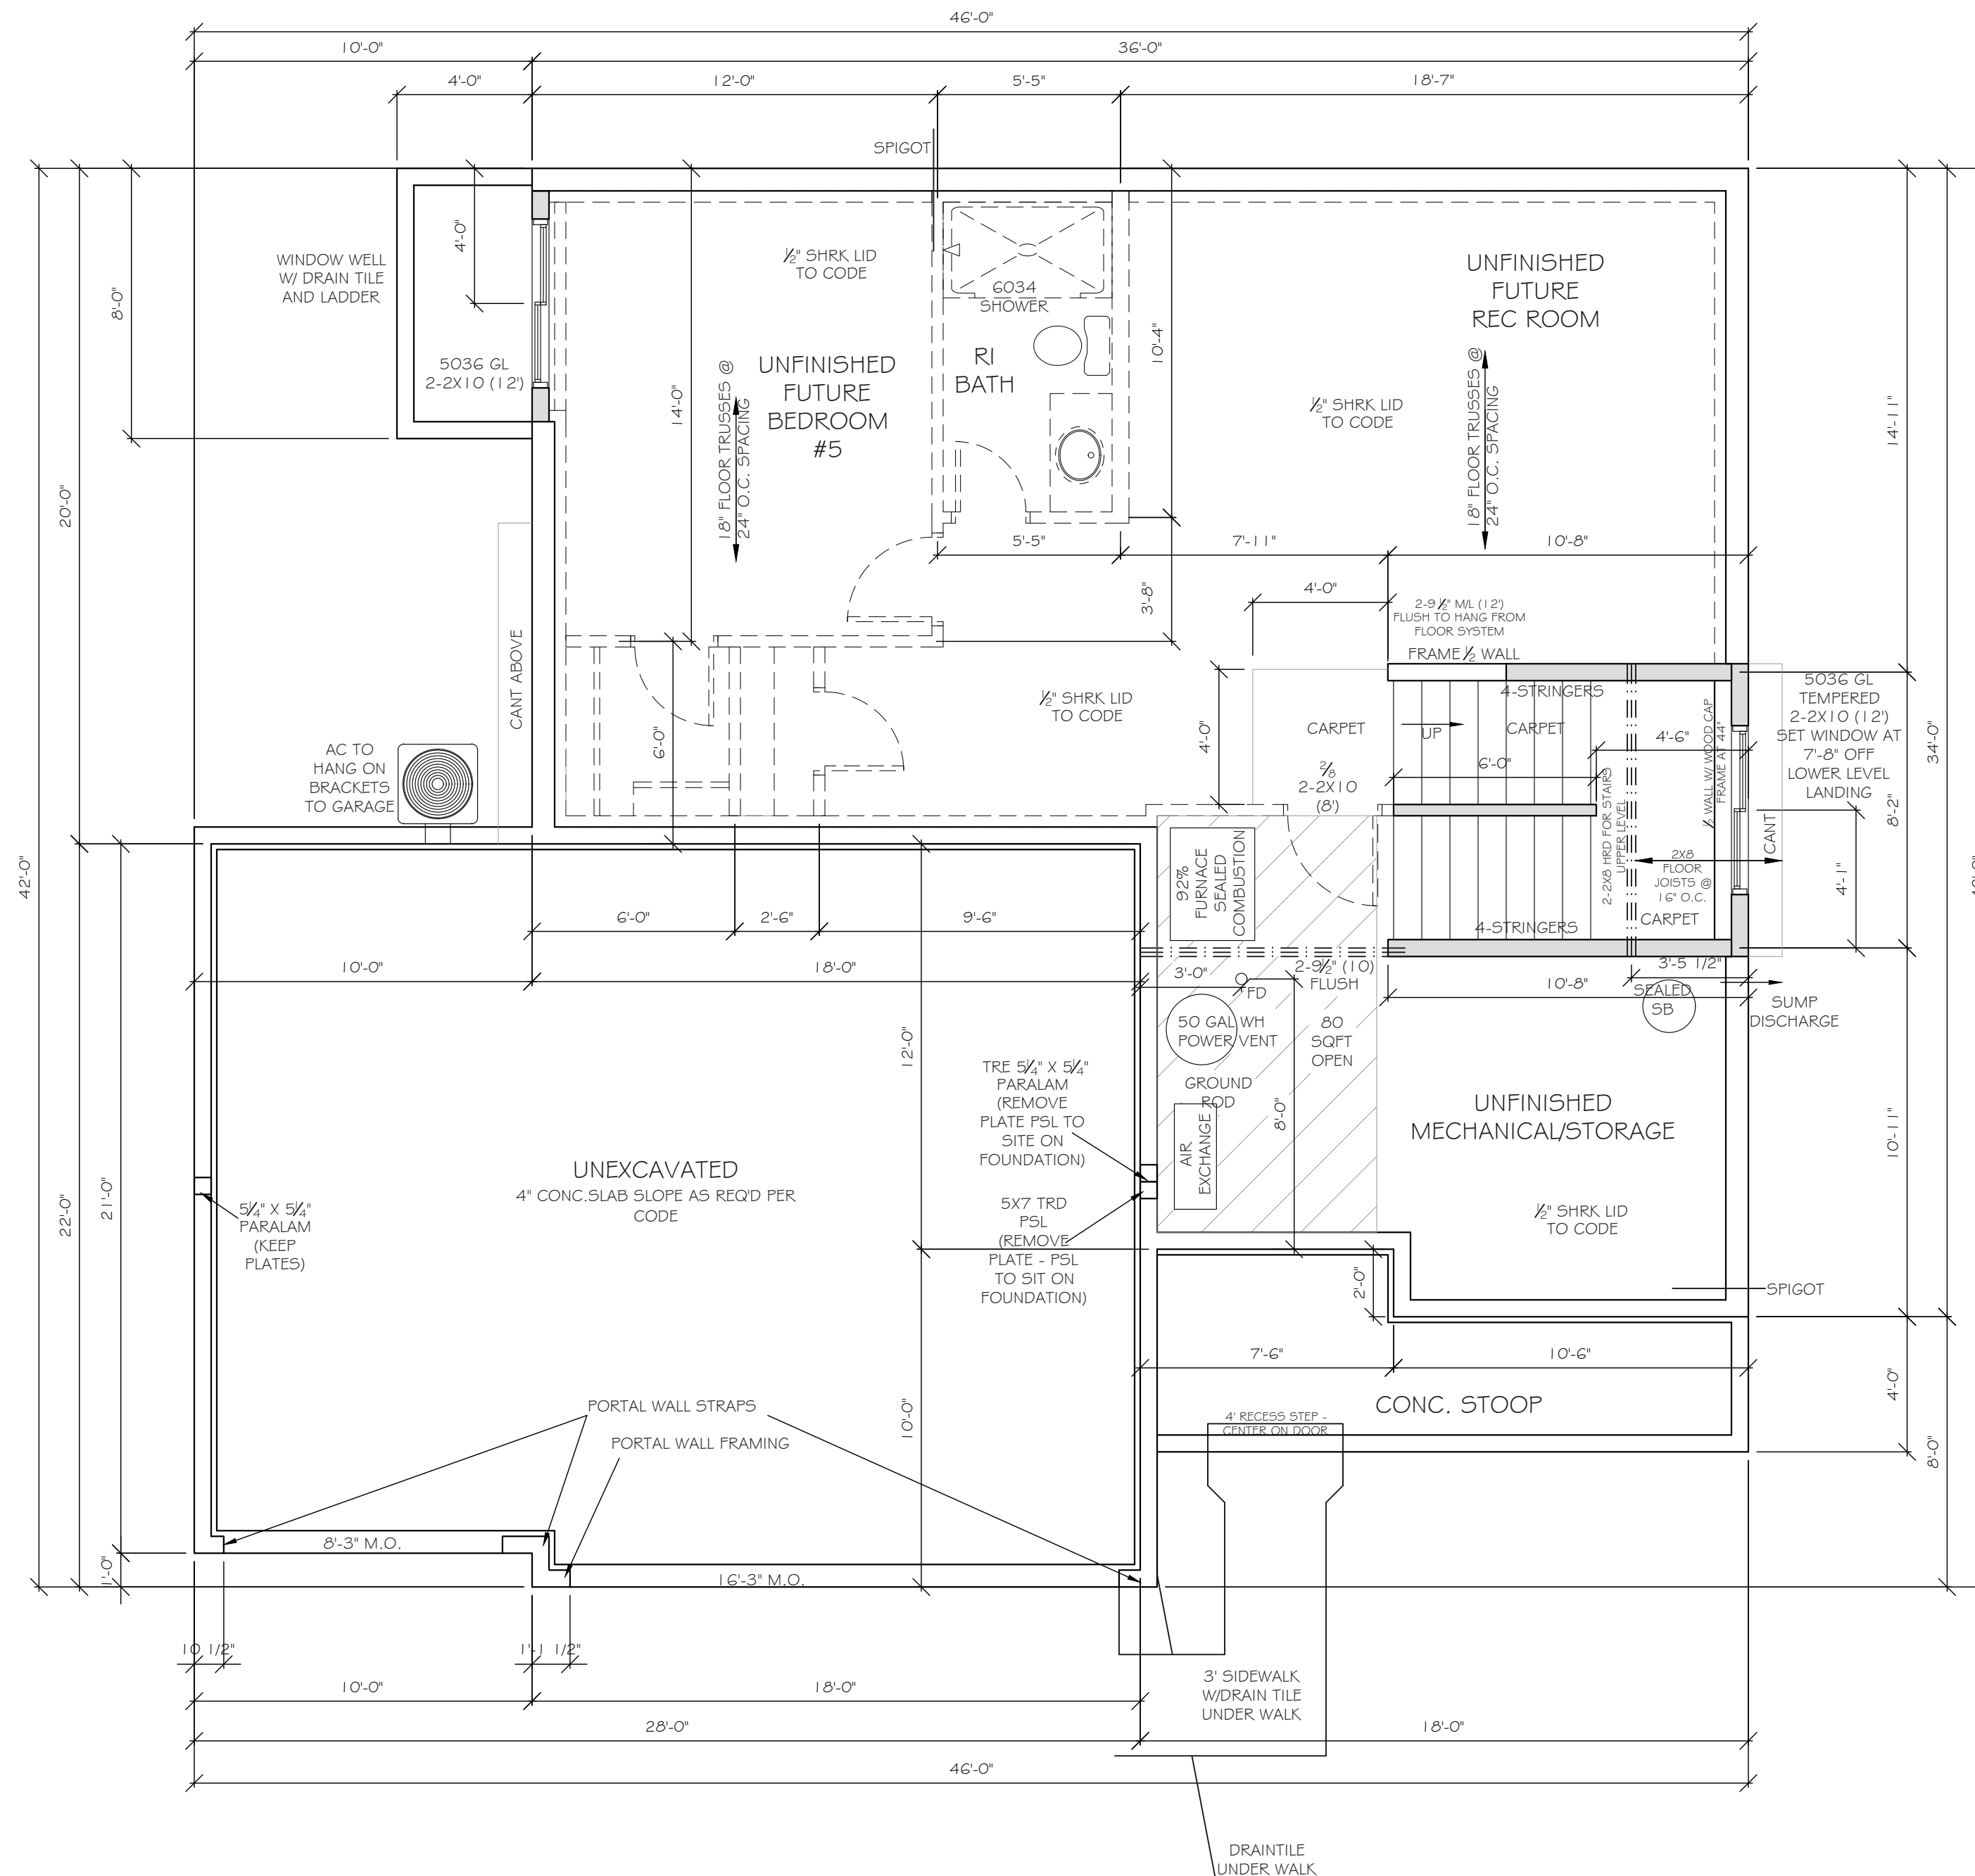 46'-0"
10'-0"
36'-0"
4'-0"
12'-0"
5'-5"
18'-7"
SPIGOT
4'-0"
8'-0"
WINDOW WELL
W/ DRAIN TILE
AND LADDER
½" SHRK LID
TO CODE
6034
SHOWER
UNFINISHED
FUTURE
REC ROOM
5036 GL
2-2X10 (12')
18" FLOOR TRUSSES @
24" O.C. SPACING
UNFINISHED
FUTURE
BEDROOM
#5
RI
BATH
10'-4"
14'-0"
½" SHRK LID
TO CODE
18" FLOOR TRUSSES @
24" O.C. SPACING
14'-11"
20'-0"
5'-5"
7'-11"
10'-8"
3'-8"
4'-0"
2-9 ½" M/L (12')
FLUSH TO HANG FROM
FLOOR SYSTEM
FRAME ½ WALL
CANT ABOVE
½" SHRK LID
TO CODE
4'-0"
6'-0"
CARPET
UP
4-STRINGERS
CARPET
½ WALL W/ WOOD CAP
FRAME AT 44"
4'-6"
6'-0"
5036 GL
TEMPERED
2-2X10 (12')
SET WINDOW AT
7'-8" OFF
LOWER LEVEL
LANDING
34'-0"
8'-2"
AC TO
HANG ON
BRACKETS
TO GARAGE
2/8
2-2X10
(8')
2-2X8 HRD FOR STAIRS
UPPER LEVEL
CANT
4'-1"
42'-0"
92%
FURNACE
SEALED
COMBUSTION
2X8
FLOOR
JOISTS @
16" O.C.
CARPET
4-STRINGERS
6'-0"
2'-6"
9'-6"
10'-0"
18'-0"
3'-0"
2-9½" (10)
FLUSH
3'-5 1/2"
10'-8"
FD
SEALED
SB
SUMP
DISCHARGE
50 GAL WH
POWER VENT
80
SQFT
OPEN
12'-0"
TRE 5¼" X 5¼"
PARALAM
(REMOVE
PLATE PSL TO
SITE ON
FOUNDATION)
GROUND
ROD
8'-0"
AIR
EXCHANGE
UNFINISHED
MECHANICAL/STORAGE
10'-11"
UNEXCAVATED
4" CONC.SLAB SLOPE AS REQ'D PER
CODE
22'-0"
21'-0"
5¼" X 5¼"
PARALAM
(KEEP
PLATES)
5X7 TRD
PSL
(REMOVE
PLATE - PSL
TO SIT ON
FOUNDATION)
½" SHRK LID
TO CODE
2'-0"
SPIGOT
7'-6"
10'-6"
CONC. STOOP
4'-0"
8'-0"
4' RECESS STEP -
CENTER ON DOOR
10'-0"
PORTAL WALL STRAPS
PORTAL WALL FRAMING
8'-3" M.O.
16'-3" M.O.
1'-0"
10 1/2"
1'-1 1/2"
10'-0"
18'-0"
3' SIDEWALK
W/DRAIN TILE
UNDER WALK
28'-0"
18'-0"
46'-0"
DRAINTILE
UNDER WALK